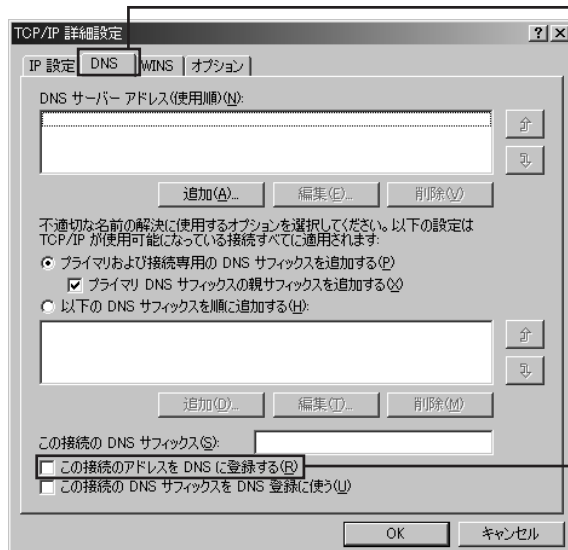 TCP/IP 詳細設定
IP 設定 DNS WINS オプション
DNS サーバー アドレス(使用順)(N):
追加(A)... 編集(E)... 削除(V)
不適切な名前の解決に使用するオプションを選択してください。以下の設定は
TCP/IP が使用可能になっている接続すべてに適用されます:
プライマリおよび接続専用の DNS サフィックスを追加する(P)
プライマリ DNS サフィックスの親サフィックスを追加する(X)
以下の DNS サフィックスを順に追加する(H):
追加(D)... 編集(T)... 削除(M)
この接続の DNS サフィックス(S):
この接続のアドレスを DNS に登録する(R)
この接続の DNS サフィックスを DNS 登録に使う(U)
OK キャンセル